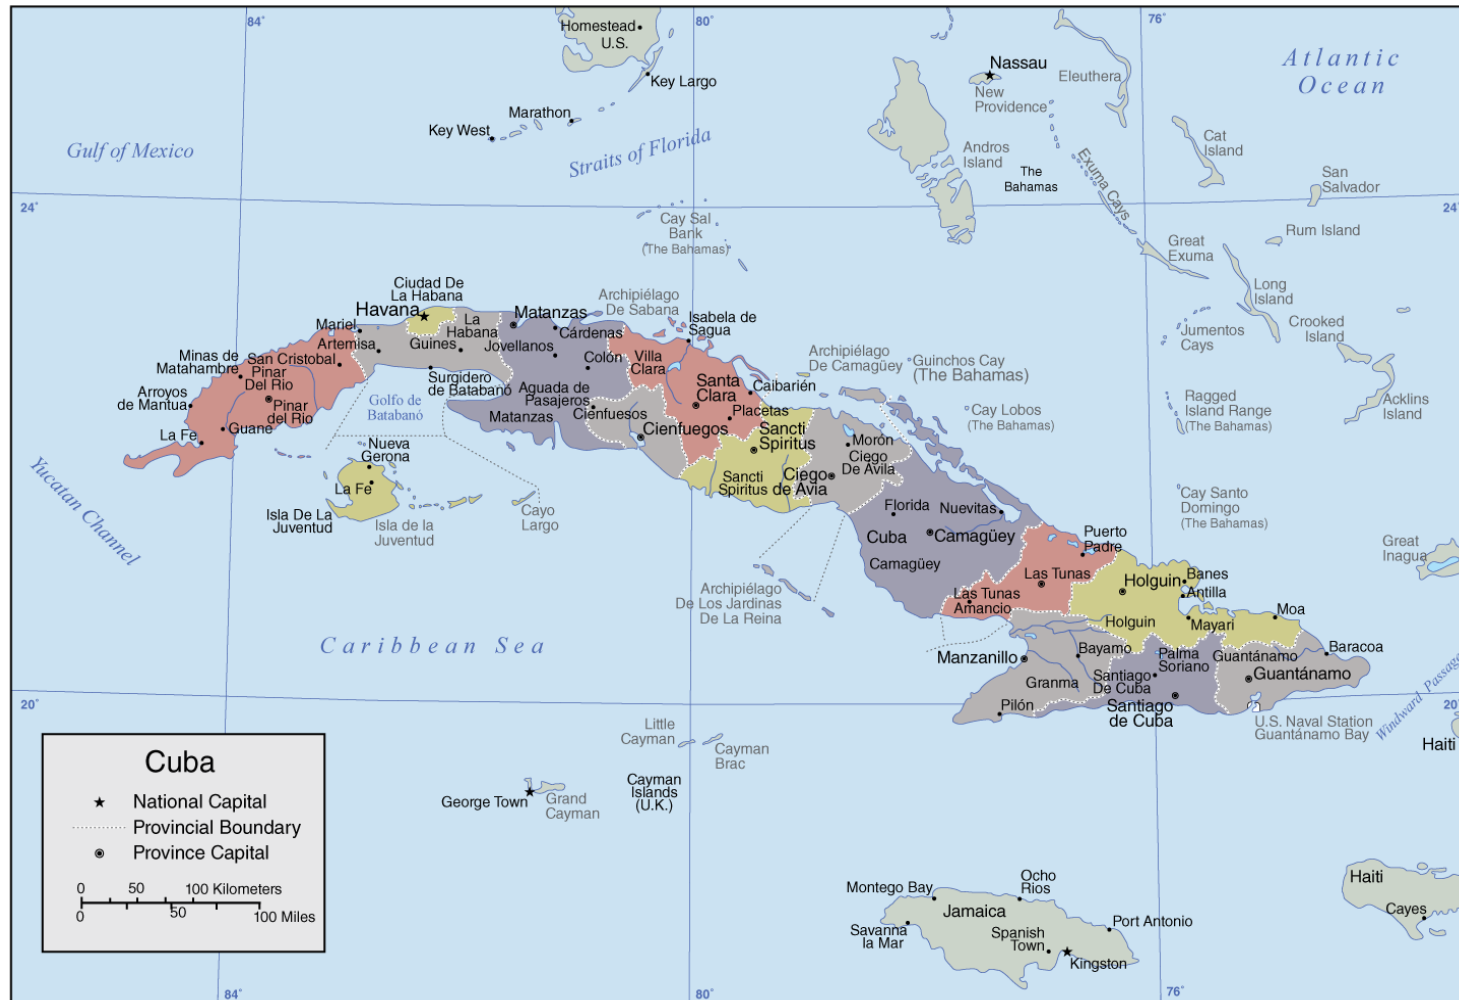 84°
80°
76°
Homestead
U.S.
Key Largo
Marathon
Key West
Gulf of Mexico
Straits of Florida
Nassau
New
Providence
Eleuthera
Atlantic
Ocean
Andros
Island
The
Bahamas
Exuma Cays
Cat
Island
San
Salvador
24°
24°
Cay Sal
Bank
(The Bahamas)
Great
Exuma
Rum Island
Long
Island
Crooked
Island
Jumentos
Cays
Acklins
Island
Ragged
Island Range
(The Bahamas)
Ciudad De
La Habana
Havana
La
Habana
Mariel
Artemisa
Guines
Matanzas
Cárdenas
Jovellanos
Colón
Archipiélago
De Sabana
Isabela de
Sagua
Villa
Clara
Santa
Clara
Caibarién
Placetas
Archipiélago
De Camagüey
Guinchos Cay
(The Bahamas)
Cay Lobos
(The Bahamas)
Minas de
Matahambre
San Cristobal
Pinar
Del Rio
Pinar
del Rio
Arroyos
de Mantua
La Fe
Guane
Surgidero
de Batabanó
Golfo de
Batabanó
Aguada de
Pasajeros
Matanzas
Cienfuesos
Cienfuegos
Sancti
Spiritus
Sancti
Spiritus
Morón
Ciego
De Avila
Ciego
de Avia
Nueva
Gerona
La Fe
Isla De La
Juventud
Isla de la
Juventud
Cayo
Largo
Yucatan Channel
Florida
Nuevitas
Cuba
Camagüey
Camagüey
Cay Santo
Domingo
(The Bahamas)
Great
Inagua
Puerto
Padre
Las Tunas
Las Tunas
Amancio
Holguin
Banes
Antilla
Holguin
Mayari
Moa
Archipiélago
De Los Jardinas
De La Reina
Caribbean Sea
Manzanillo
Bayamo
Granma
Pilón
Palma
Soriano
Santiago
De Cuba
Santiago
de Cuba
Guantánamo
Guantánamo
Baracoa
U.S. Naval Station
Guantánamo Bay
Windward Passage
Haiti
20°
20°
Little
Cayman
Cayman
Brac
Cayman
Islands
(U.K.)
George Town
Grand
Cayman
Cuba
National Capital
Provincial Boundary
Province Capital
0 50 100 Kilometers
0 50 100 Miles
Montego Bay
Ocho
Rios
Jamaica
Savanna
la Mar
Spanish
Town
Port Antonio
Kingston
Haiti
Cayes
84°
80°
76°